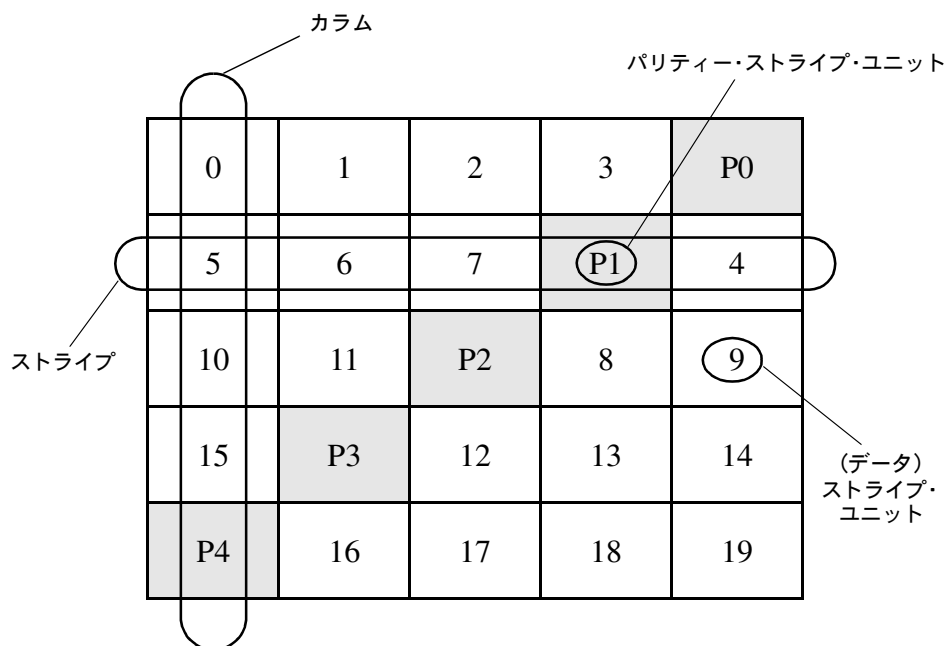 カラム
パリティー・ストライプ・ユニット
0 1 2 3 P0
5 6 7 P1 4
ストライプ
10 11 P2 8 9
15 P3 12 13 14
(データ)
ストライプ・
ユニット
P4 16 17 18 19